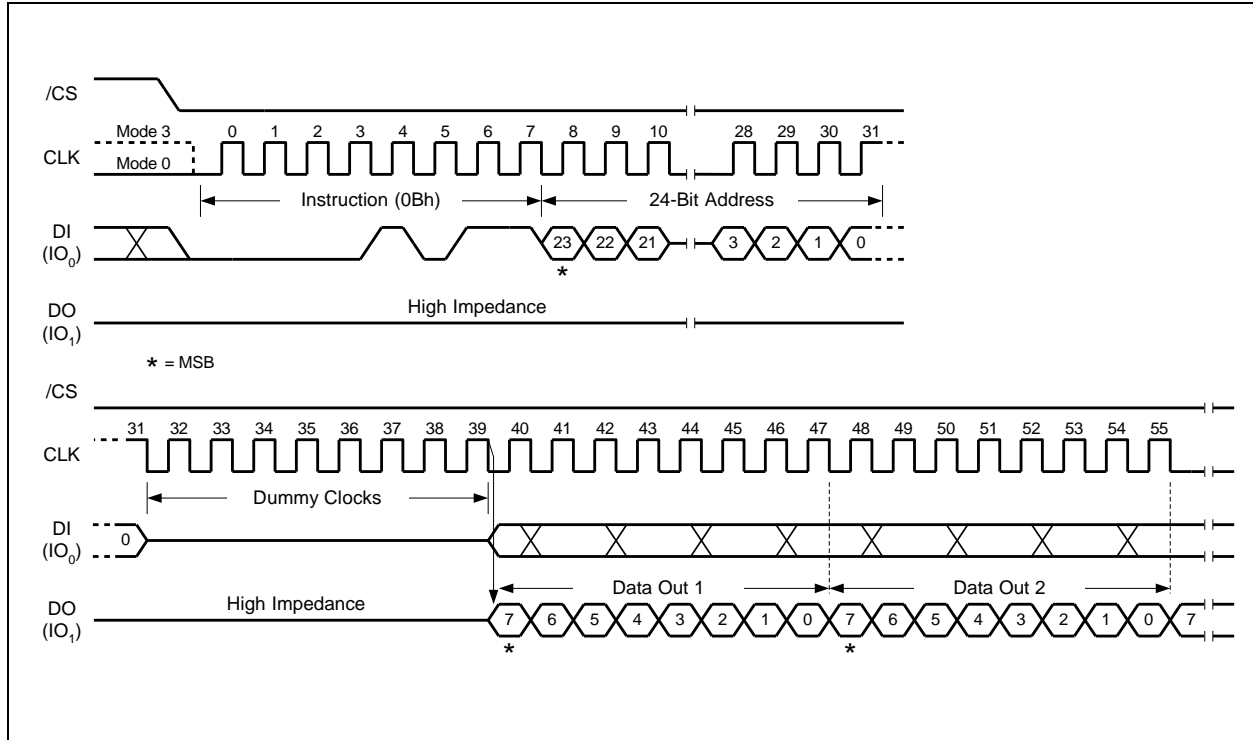 /CS
Mode 3 0 1 2 3 4 5 6 7 8 9 10 28 29 30 31
CLK
Mode 0
Instruction (0Bh) 24-Bit Address
DI
(IO0) 23 22 21 3 2 1 0
*
High Impedance
DO
(IO1)
* = MSB
/CS
31 32 33 34 35 36 37 38 39 40 41 42 43 44 45 46 47 48 49 50 51 52 53 54 55
CLK
Dummy Clocks
DI
(IO0) 0
Data Out 1 Data Out 2
High Impedance
DO
(IO1) 7 6 5 4 3 2 1 0 7 6 5 4 3 2 1 0 7
* *